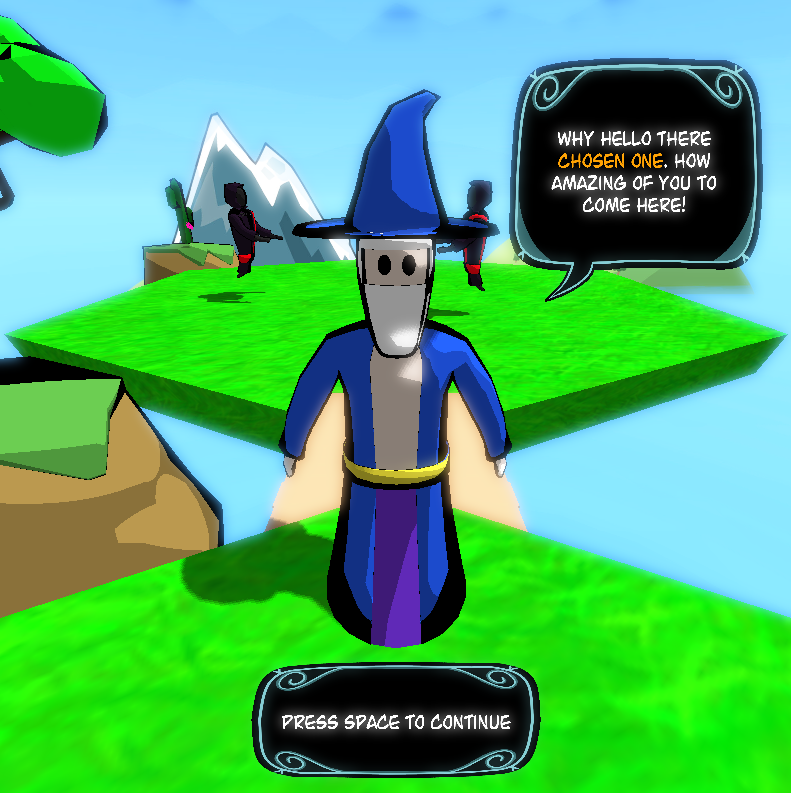 WHY HELLO THERE
CHOSEN ONE. HOW
AMAZING OF YOU TO
COME HERE!
PRESS SPACE TO CONTINUE